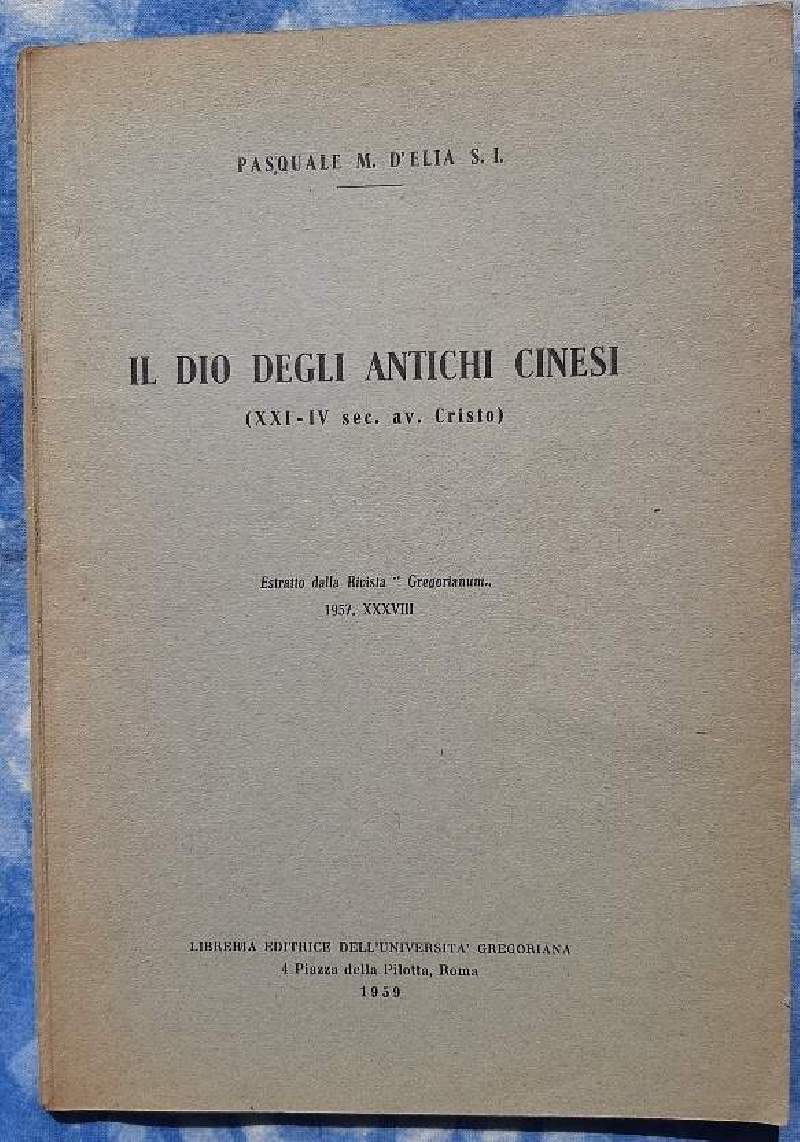 PASQUALE M. D'ELIA S. I.
IL DIO DEGLI ANTICHI CINESI
(XXI-IV sec. av. Cristo)
Estratto dalla Rivista " Gregorianum„
1957, XXXVIII
LIBRERIA EDITRICE DELL'UNIVERSITA' GREGORIANA
4 Piazza della Pilotta, Roma
1959